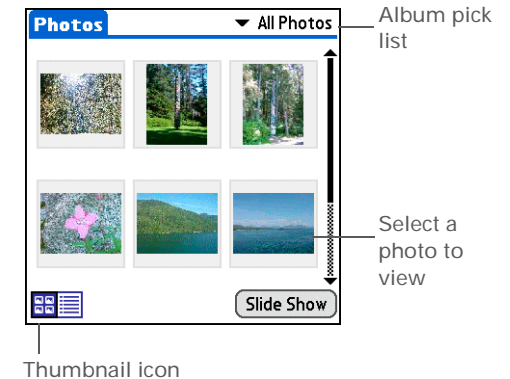 Photos
All Photos
Album pick
list
Select a
photo to
view
Slide Show
Thumbnail icon